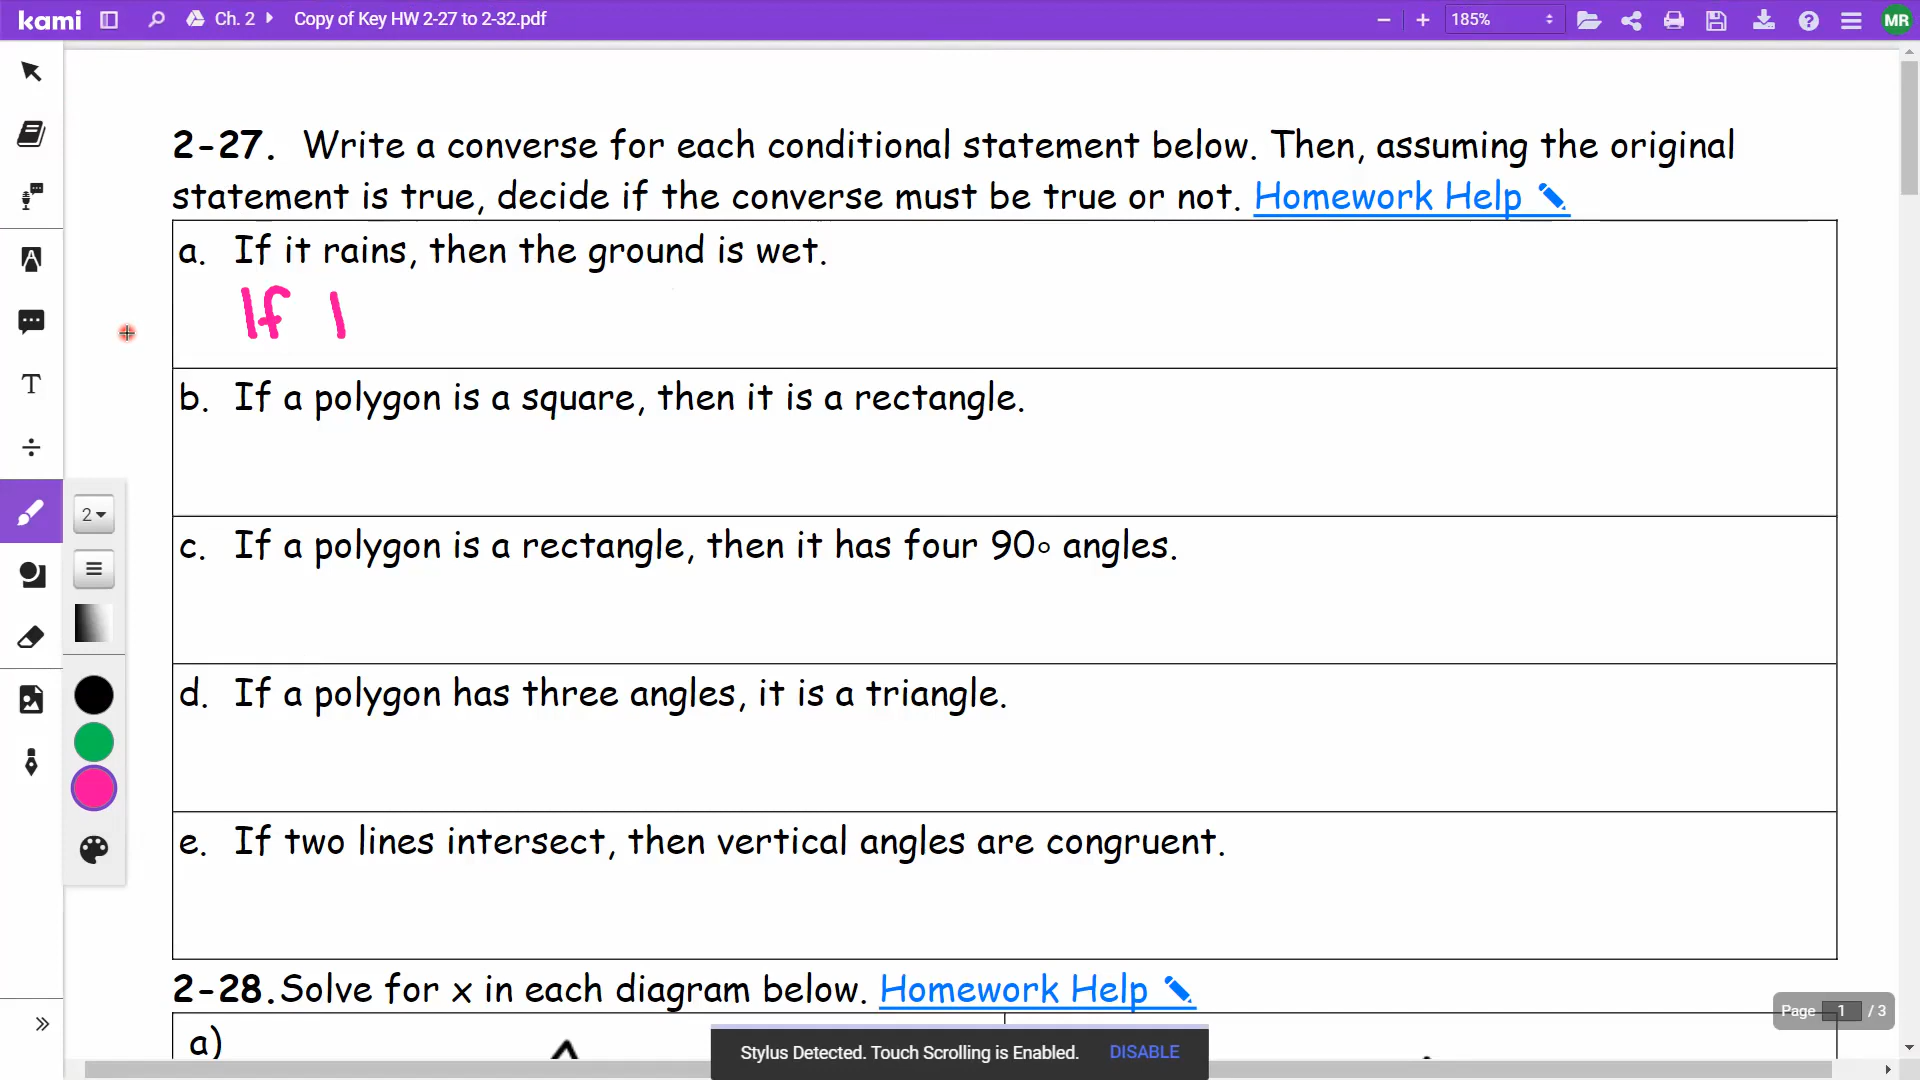 kami Ch. 2 Copy of Key HW 2-27 to 2-32.pdf 185% MR
2-27. Write a converse for each conditional statement below. Then, assuming the original
statement is true, decide if the converse must be true or not. Homework Help
a. If it rains, then the ground is wet.
If
b. If a polygon is a square, then it is a rectangle.
c. If a polygon is a rectangle, then it has four 90∘ angles.
d. If a polygon has three angles, it is a triangle.
e. If two lines intersect, then vertical angles are congruent.
2-28.Solve for x in each diagram below. Homework Help
a)
T
2
Page 1 / 3
Stylus Detected. Touch Scrolling is Enabled. DISABLE